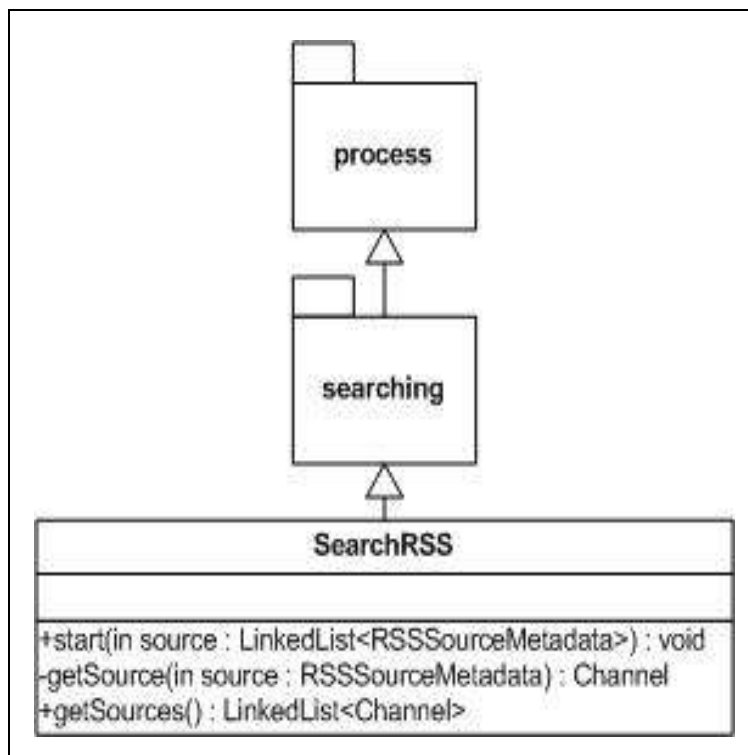 process
searching
SearchRSS
+start(in source : LinkedList<RSSSourceMetadata>) : void
-getSource(in source : RSSSourceMetadata) : Channel
+getSources() : LinkedList<Channel>